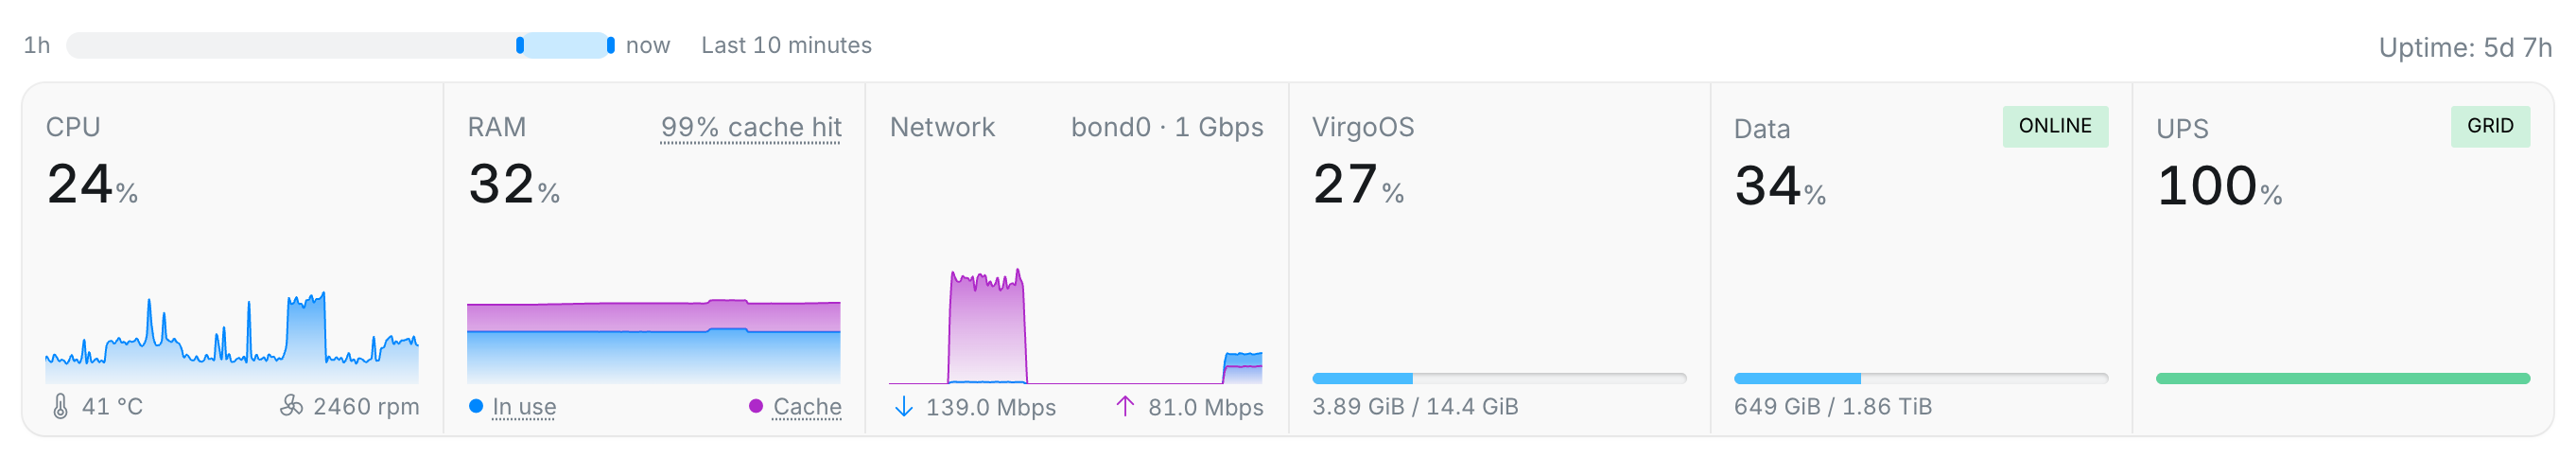 1h now Last 10 minutes Uptime: 5d 7h
CPU
24%
41 °C 2460 rpm
RAM 99% cache hit
32%
In use Cache
Network bond0 · 1 Gbps
139.0 Mbps 81.0 Mbps
VirgoOS
27%
3.89 GiB / 14.4 GiB
Data ONLINE
34%
649 GiB / 1.86 TiB
UPS GRID
100%